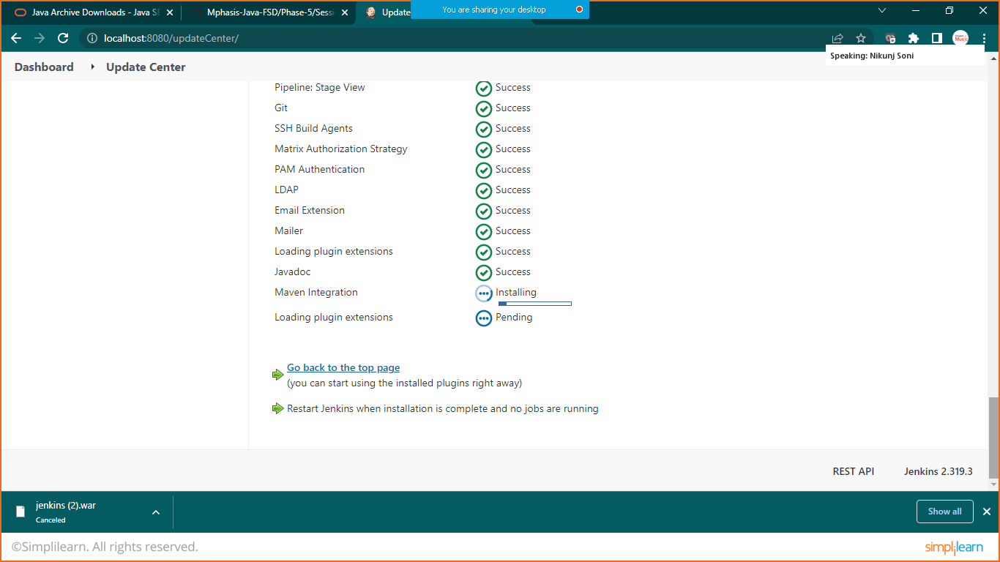 Java Archive Downloads - Java SE
Mphasis-Java-FSD/Phase-5/Sessi
Update
You are sharing your desktop
localhost:8080/updateCenter/
Speaking: Nikunj Soni
Dashboard
Update Center
Pipeline: Stage View Success
Git Success
SSH Build Agents Success
Matrix Authorization Strategy Success
PAM Authentication Success
LDAP Success
Email Extension Success
Mailer Success
Loading plugin extensions Success
Javadoc Success
Maven Integration Installing
Loading plugin extensions Pending
Go back to the top page
(you can start using the installed plugins right away)
Restart Jenkins when installation is complete and no jobs are running
REST API Jenkins 2.319.3
jenkins (2).war
Canceled
Show all
©Simplilearn. All rights reserved.
simplilearn